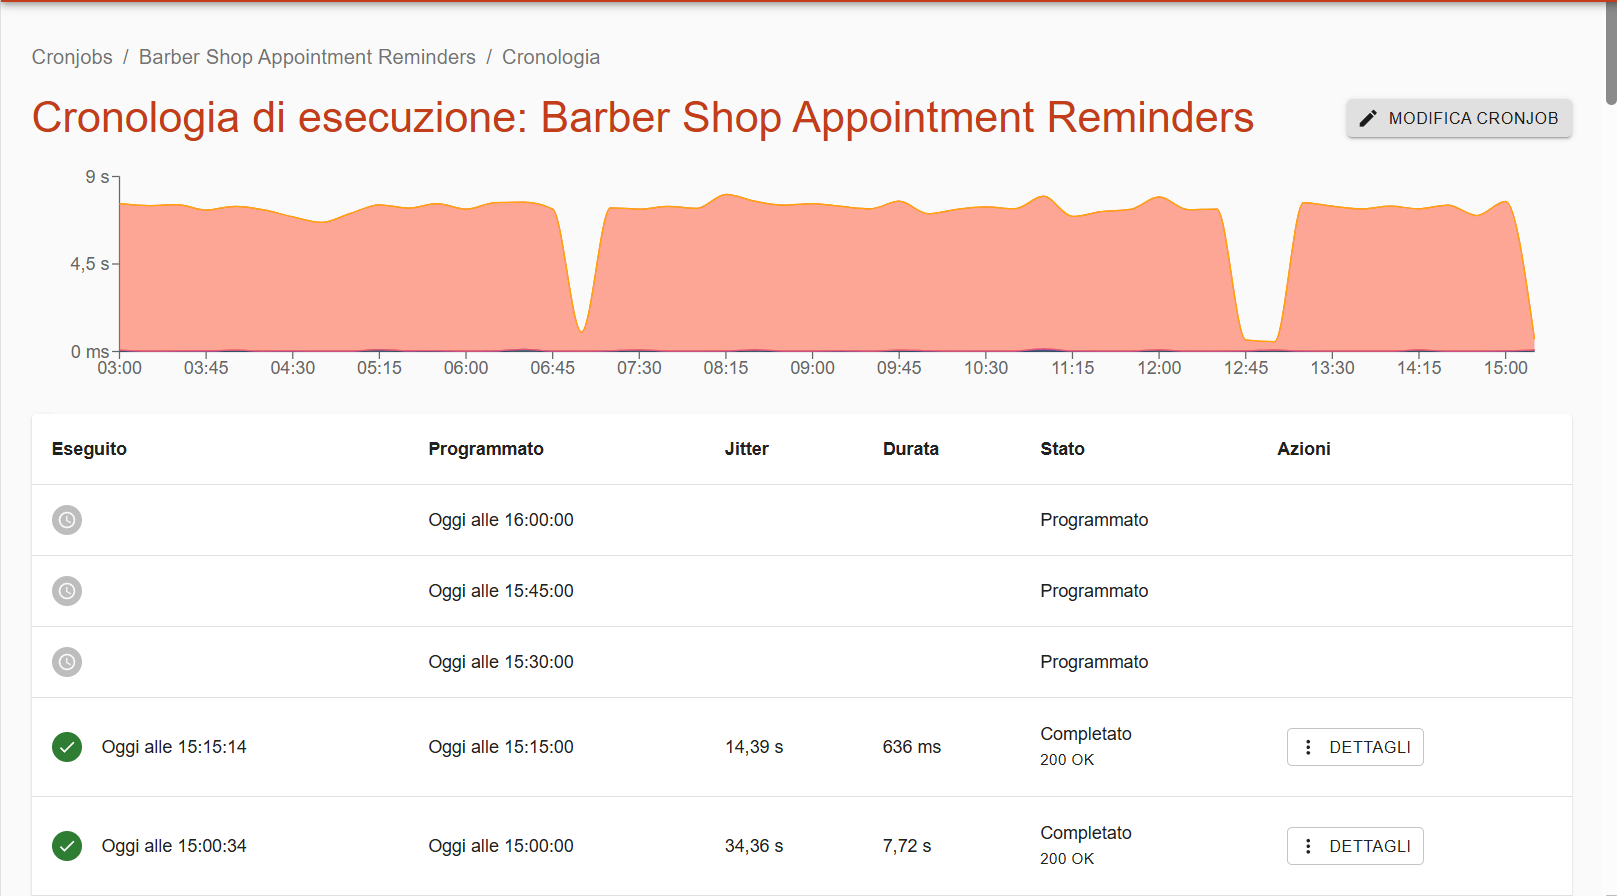 Cronjobs / Barber Shop Appointment Reminders / Cronologia
Cronologia di esecuzione: Barber Shop Appointment Reminders
MODIFICA CRONJOB
9 s
4,5 s
0 ms
03:00 03:45 04:30 05:15 06:00 06:45 07:30 08:15 09:00 09:45 10:30 11:15 12:00 12:45 13:30 14:15 15:00
Eseguito Programmato Jitter Durata Stato Azioni
Oggi alle 16:00:00 Programmato
Oggi alle 15:45:00 Programmato
Oggi alle 15:30:00 Programmato
Oggi alle 15:15:14 Oggi alle 15:15:00 14,39 s 636 ms Completato DETTAGLI
200 OK
Oggi alle 15:00:34 Oggi alle 15:00:00 34,36 s 7,72 s Completato DETTAGLI
200 OK